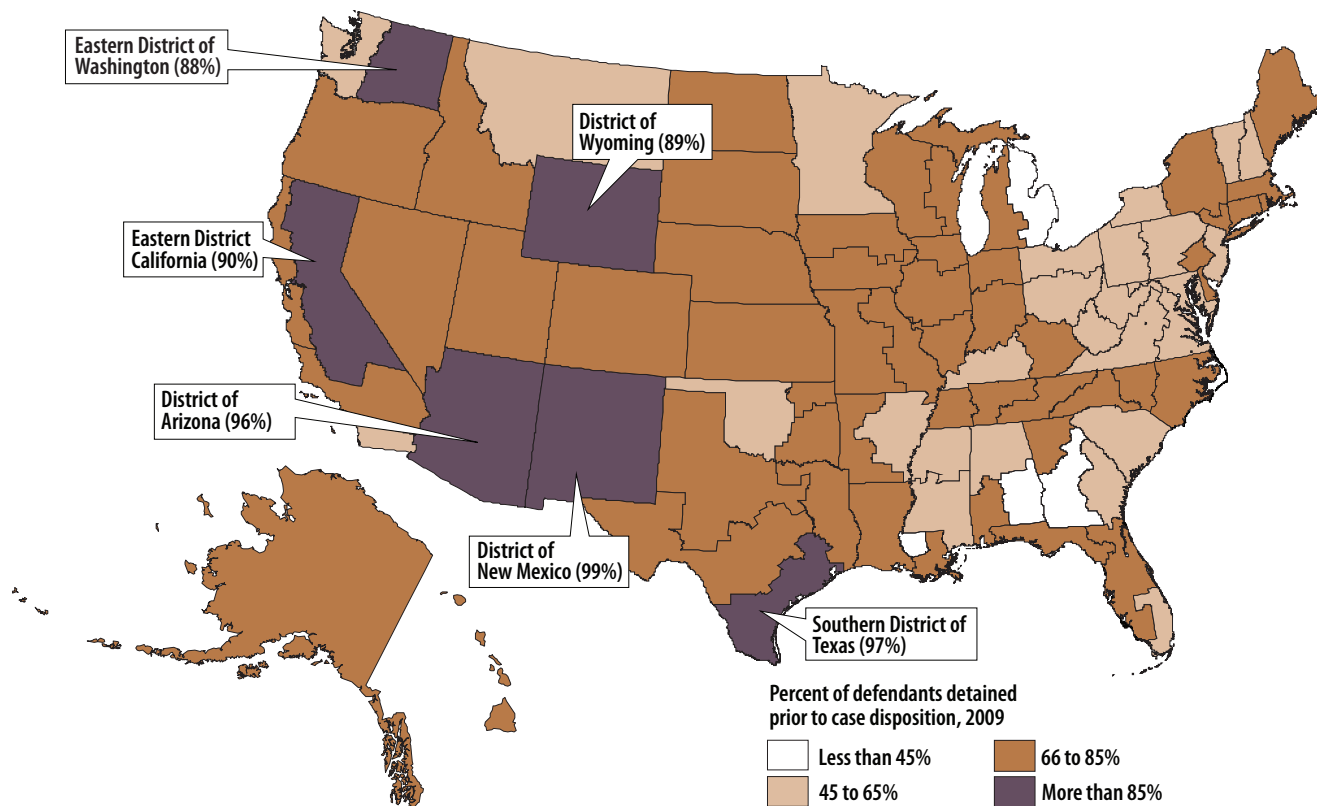 Eastern District of
Washington (88%)
District of
Wyoming (89%)
Eastern District
California (90%)
District of
Arizona (96%)
District of
New Mexico (99%)
Southern District of
Texas (97%)
Percent of defendants detained
prior to case disposition, 2009
Less than 45%
66 to 85%
45 to 65%
More than 85%